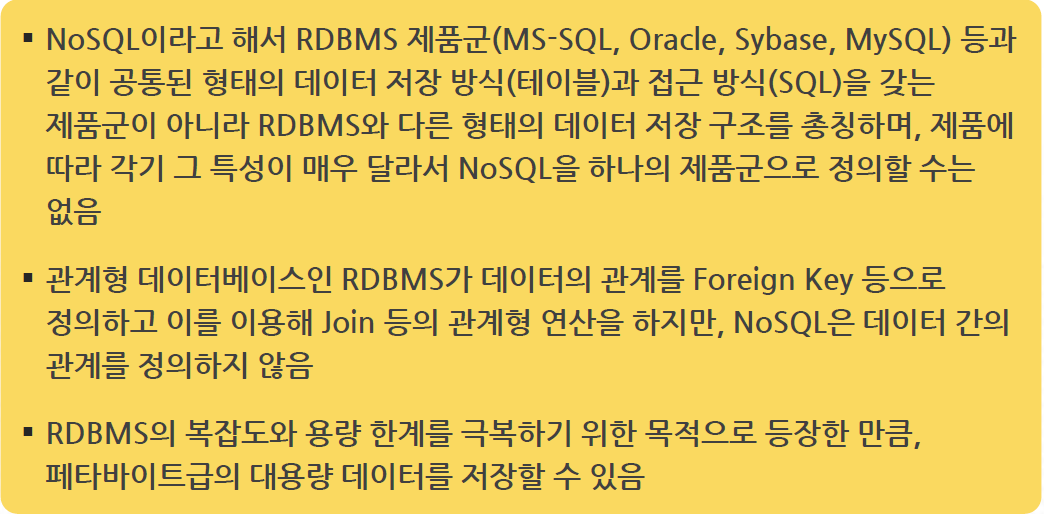 ▪ NoSQL이라고 해서 RDBMS 제품군(MS-SQL, Oracle, Sybase, MySQL) 등과
같이 공통된 형태의 데이터 저장 방식(테이블)과 접근 방식(SQL)을 갖는
제품군이 아니라 RDBMS와 다른 형태의 데이터 저장 구조를 총칭하며, 제품에
따라 각기 그 특성이 매우 달라서 NoSQL을 하나의 제품군으로 정의할 수는
없음
▪ 관계형 데이터베이스인 RDBMS가 데이터의 관계를 Foreign Key 등으로
정의하고 이를 이용해 Join 등의 관계형 연산을 하지만, NoSQL은 데이터 간의
관계를 정의하지 않음
▪ RDBMS의 복잡도와 용량 한계를 극복하기 위한 목적으로 등장한 만큼,
페타바이트급의 대용량 데이터를 저장할 수 있음